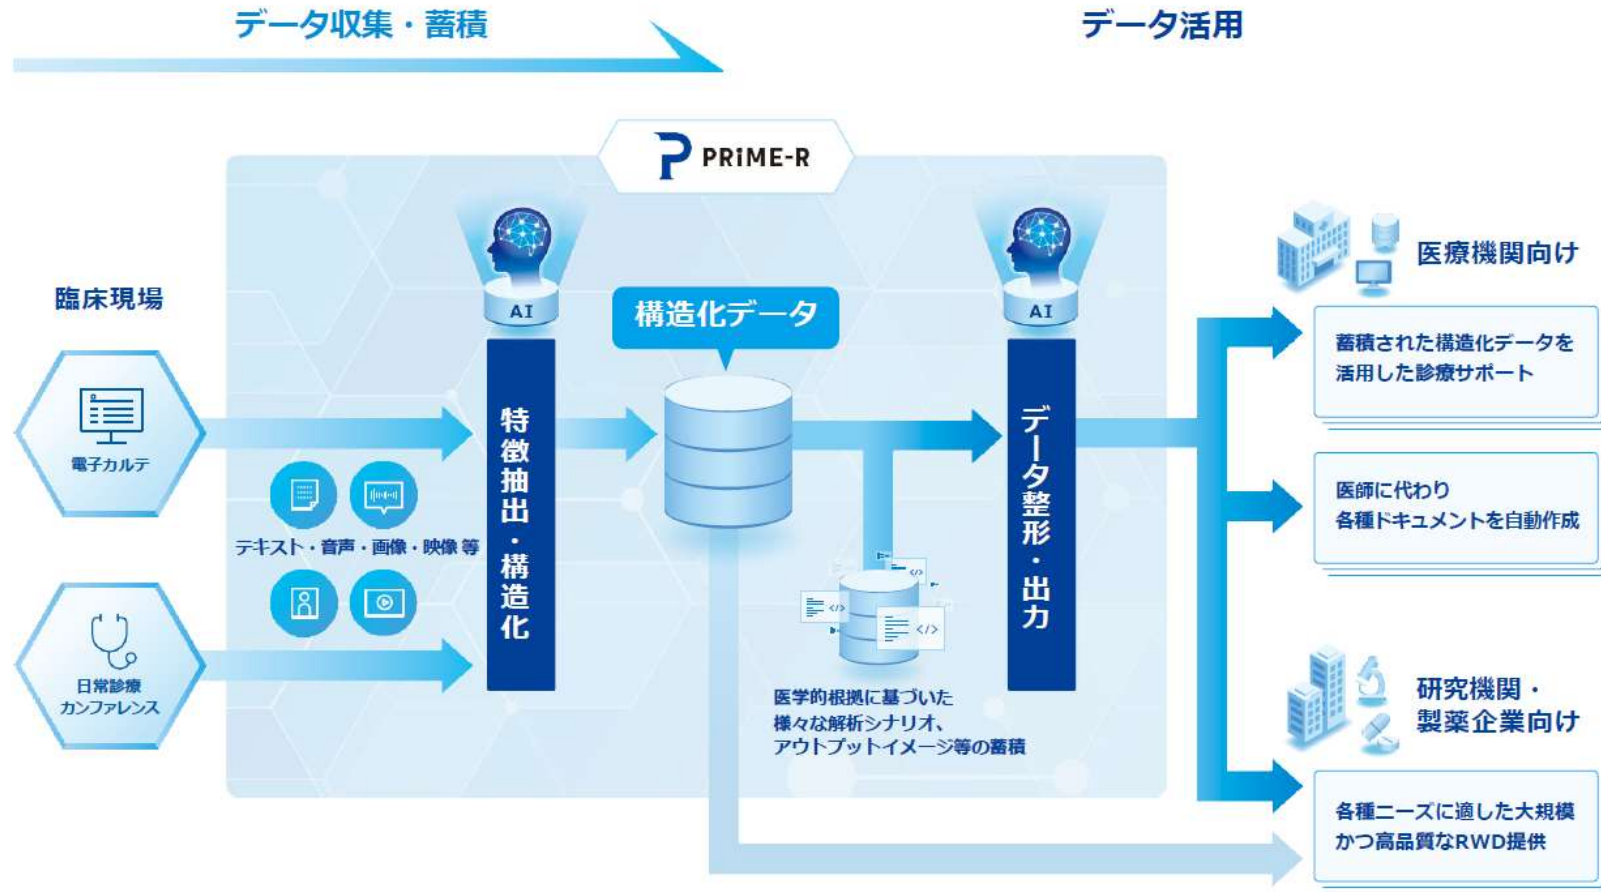 データ収集・蓄積
データ活用
PRiME-R
臨床現場
電子カルテ
日常診療
カンファレンス
テキスト・音声・画像・映像 等
AI
特徴抽出・構造化
構造化データ
</>
</>
</>
医学的根拠に基づいた
様々な解析シナリオ、
アウトプットイメージ等の蓄積
AI
データ整形・出力
医療機関向け
蓄積された構造化データを
活用した診療サポート
医師に代わり
各種ドキュメントを自動作成
研究機関・
製薬企業向け
各種ニーズに適した大規模
かつ高品質なRWD提供